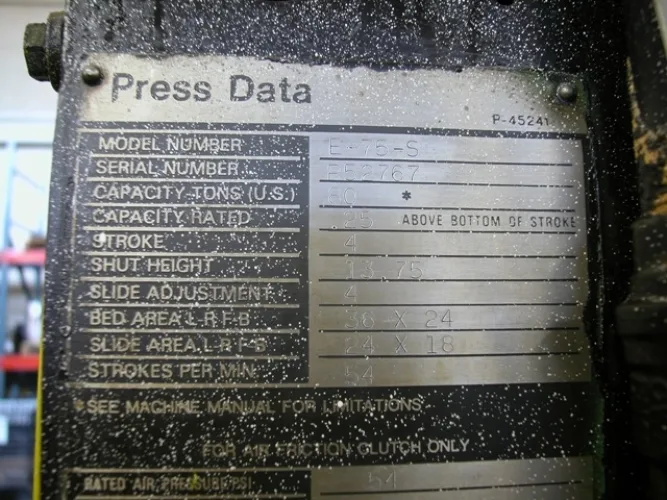 Press Data
P-45241
MODEL NUMBER E-75-S
SERIAL NUMBER
CAPACITY-TONS (U.S.) *
CAPACITY RATED .25 ABOVE BOTTOM OF STROKE
STROKE 4
SHUT HEIGHT 13.75
SLIDE ADJUSTMENT 4
BED AREA L-R F-B 36 X 24
SLIDE AREA L-R F-B 24 X 18
STROKES PER MIN. 54
*SEE MACHINE MANUAL FOR LIMITATIONS
FOR AIR FRICTION CLUTCH ONLY
RATED AIR PRESSURE PSI 54